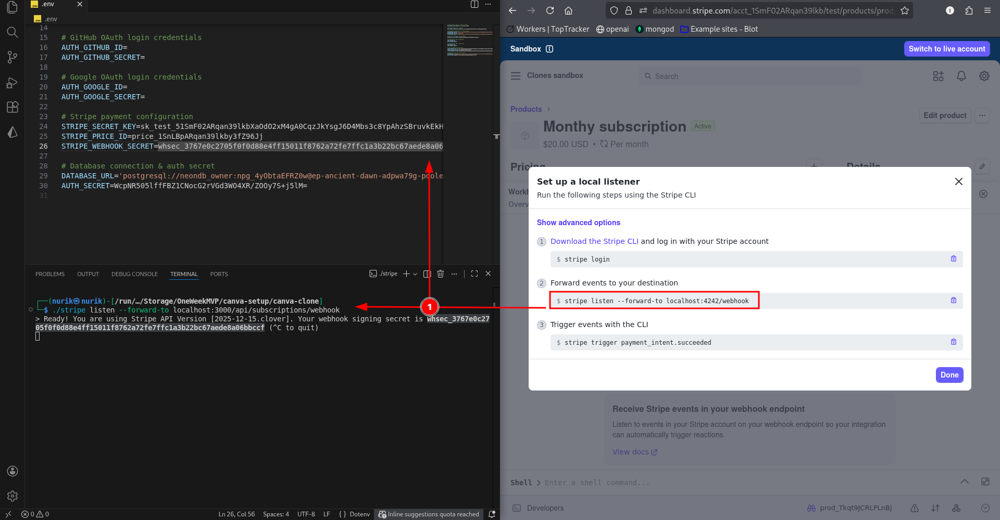 .env
.env
14
15 # GitHub OAuth login credentials
16 AUTH_GITHUB_ID=
17 AUTH_GITHUB_SECRET=
18
19 # Google OAuth login credentials
20 AUTH_GOOGLE_ID=
21 AUTH_GOOGLE_SECRET=
22
23 # Stripe payment configuration
24 STRIPE_SECRET_KEY=sk_test_51SmF02ARqan39lkbXaOdO2xM4gA0CqzJkYsgJ6D4Mbs3c8YpAhzSBruvkEkH
25 STRIPE_PRICE_ID=price_1SnLBpARqan39lkby3fZ96Jj
26 STRIPE_WEBHOOK_SECRET=whsec_3767e0c2705f0f0d88e4ff15011f8762a72fe7ffc1a3b22bc67aede8a06
27
28 # Database connection & auth secret
29 DATABASE_URL='postgresql://neondb_owner:npg_4yObtaEFRZ0w@ep-ancient-dawn-adpwa79g-poole
30 AUTH_SECRET=WcpNR505lffFBZ1CNocG2rVGd3WO4XR/ZOOy7S+j5lM=
31
PROBLEMS OUTPUT DEBUG CONSOLE TERMINAL PORTS
./stripe
(nurik㉿nurik)-[/run/…/Storage/OneWeekMVP/canva-setup/canva-clone]
$ ./stripe listen --forward-to localhost:3000/api/subscriptions/webhook
> Ready! You are using Stripe API Version [2025-12-15.clover]. Your webhook signing secret is whsec_3767e0c27
05f0f0d88e4ff15011f8762a72fe7ffc1a3b22bc67aede8a06bbccf (^C to quit)
1
0 0 Ln 26, Col 56 Spaces: 4 UTF-8 LF { } Dotenv Inline suggestions quota reached
dashboard.stripe.com/acct_1SmF02ARqan39lkb/test/products/prod_
Workers | TopTracker openai mongod Example sites - Blot
Sandbox
Switch to live account
Clones sandbox
Search
Products
Edit product
Monthy subscription Active
$20.00 USD • Per month
Pricing
Details
Workb
Overv
Set up a local listener
Run the following steps using the Stripe CLI
Show advanced options
1 Download the Stripe CLI and log in with your Stripe account
$ stripe login
2 Forward events to your destination
$ stripe listen --forward-to localhost:4242/webhook
3 Trigger events with the CLI
$ stripe trigger payment_intent.succeeded
Done
Receive Stripe events in your webhook endpoint
Listen to events in your Stripe account on your webhook endpoint so your integration
can automatically trigger reactions.
View docs
Shell > Enter a shell command...
Developers
prod_Tkqt9JCRLPLnBj